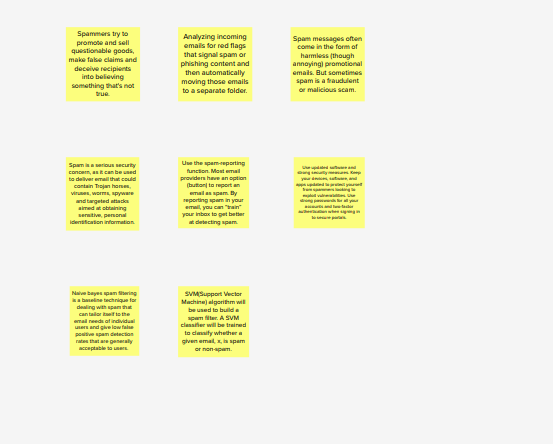 Spammers try to
promote and sell
questionable goods,
make false claims and
deceive recipients
into believing
something that's not
true.
Analyzing incoming
emails for red flags
that signal spam or
phishing content and
then automatically
moving those emails
to a separate folder.
Spam messages often
come in the form of
harmless (though
annoying) promotional
emails. But sometimes
spam is a fraudulent
or malicious scam.
Spam is a serious security
concern, as it can be used
to deliver email that could
contain Trojan horses,
viruses, worms, spyware
and targeted attacks
aimed at obtaining
sensitive, personal
identification information.
Use the spam-reporting
function. Most email
providers have an option
(button) to report an
email as spam. By
reporting spam in your
email, you can "train"
your inbox to get better
at detecting spam.
Use updated software and
strong security measures. Keep
your devices, software, and
apps updated to protect yourself
from spammers looking to
exploit vulnerabilities. Use
strong passwords for all your
accounts and two-factor
authentication when signing in
to secure portals.
Naive bayes spam filtering
is a baseline technique for
dealing with spam that
can tailor itself to the
email needs of individual
users and give low false
positive spam detection
rates that are generally
acceptable to users.
SVM(Support Vector
Machine) algorithm will
be used to build a
spam filter. A SVM
classifier will be trained
to classify whether a
given email, x, is spam
or non-spam.